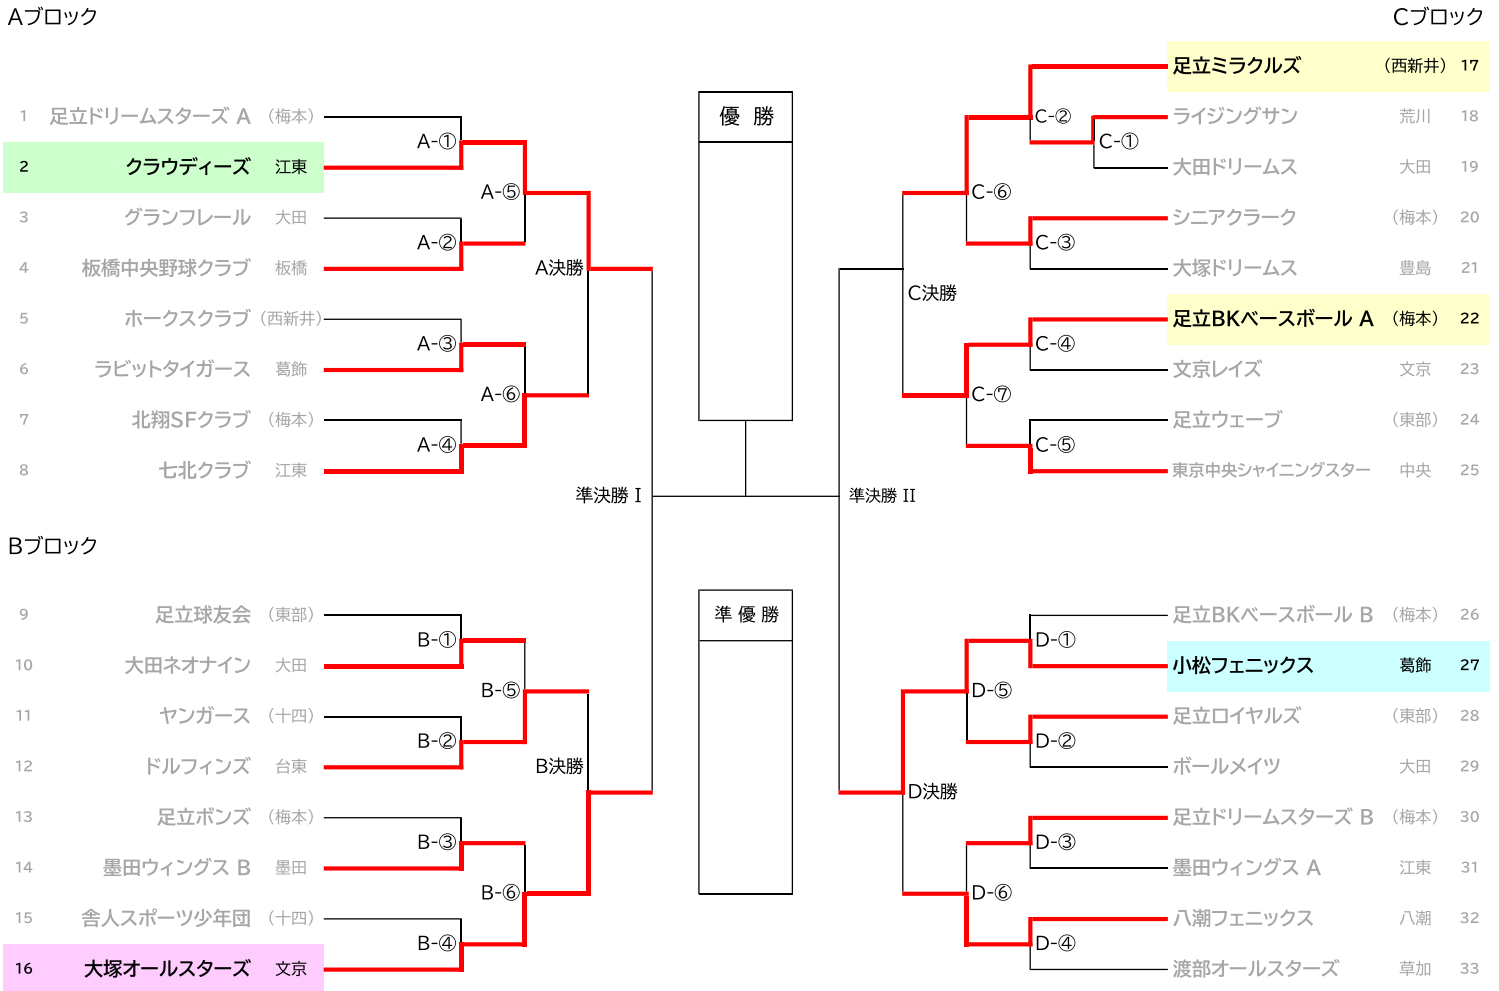 Aブロック
1 足立ドリームスターズ A （梅本）
2 クラウディーズ 江東
3 グランフレール 大田
4 板橋中央野球クラブ 板橋
5 ホークスクラブ （西新井）
6 ラビットタイガース 葛飾
7 北翔SFクラブ （梅本）
8 七北クラブ 江東
A-①
A-②
A-③
A-④
A-⑤
A-⑥
A決勝
Bブロック
9 足立球友会 （東部）
10 大田ネオナイン 大田
11 ヤンガース （十四）
12 ドルフィンズ 台東
13 足立ボンズ （梅本）
14 墨田ウィングス B 墨田
15 舎人スポーツ少年団 （十四）
16 大塚オールスターズ 文京
B-①
B-②
B-③
B-④
B-⑤
B-⑥
B決勝
準決勝 I
優 勝
準 優 勝
準決勝 II
Cブロック
足立ミラクルズ （西新井） 17
ライジングサン 荒川 18
大田ドリームス 大田 19
シニアクラーク （梅本） 20
大塚ドリームス 豊島 21
足立BKベースボール A （梅本） 22
文京レイズ 文京 23
足立ウェーブ （東部） 24
東京中央シャイニングスター 中央 25
C-①
C-②
C-③
C-④
C-⑤
C-⑥
C-⑦
C決勝
足立BKベースボール B （梅本） 26
小松フェニックス 葛飾 27
足立ロイヤルズ （東部） 28
ボールメイツ 大田 29
足立ドリームスターズ B （梅本） 30
墨田ウィングス A 江東 31
八潮フェニックス 八潮 32
渡部オールスターズ 草加 33
D-①
D-②
D-③
D-④
D-⑤
D-⑥
D決勝